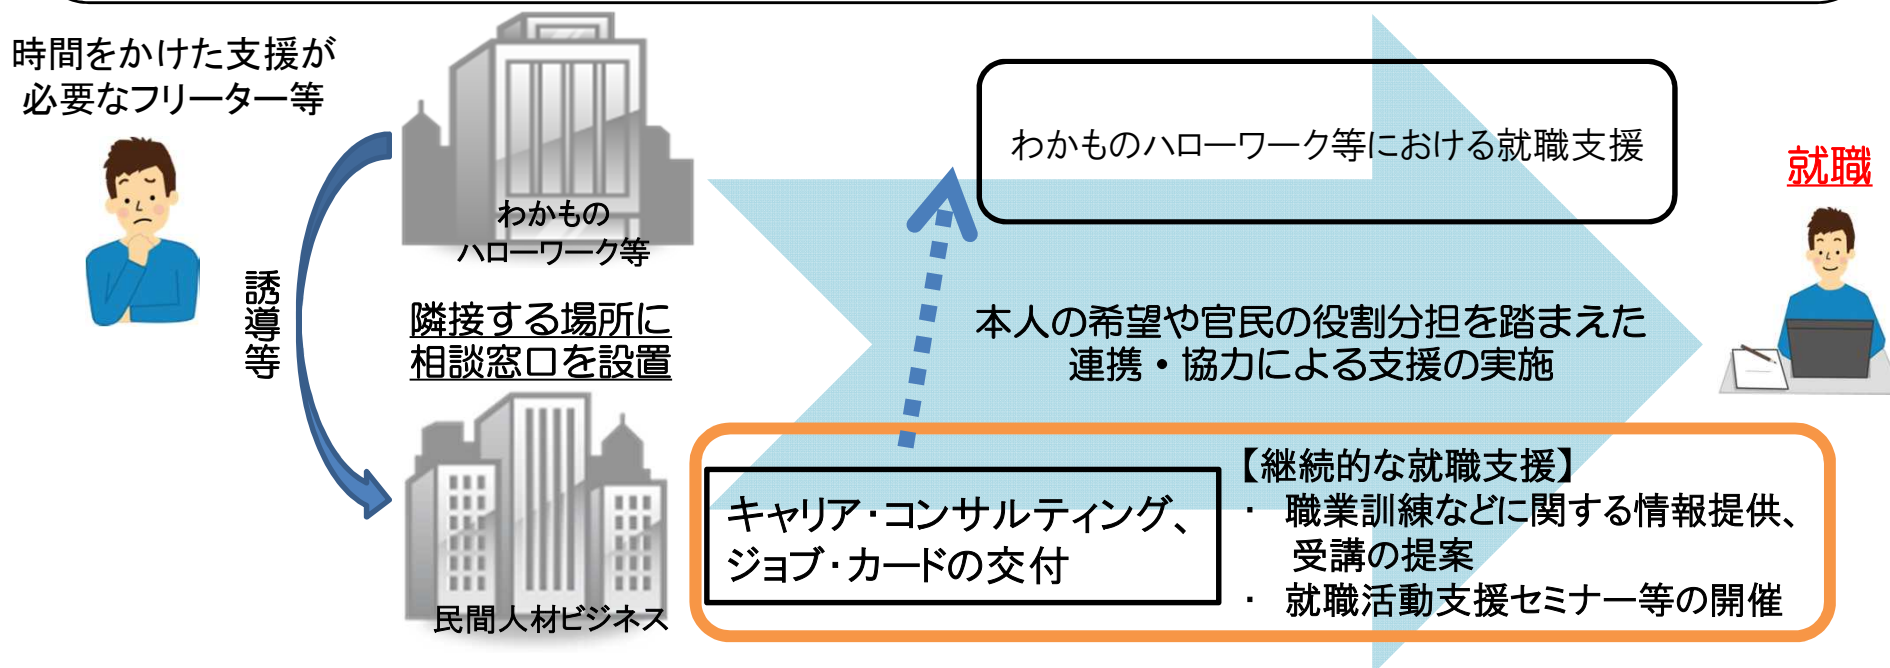 時間をかけた支援が
必要なフリーター等
わかもの
ハローワーク等
誘導等
隣接する場所に
相談窓口を設置
民間人材ビジネス
わかものハローワーク等における就職支援
就職
本人の希望や官民の役割分担を踏まえた
連携・協力による支援の実施
キャリア・コンサルティング、
ジョブ・カードの交付
【継続的な就職支援】
・ 職業訓練などに関する情報提供、
受講の提案
・ 就職活動支援セミナー等の開催